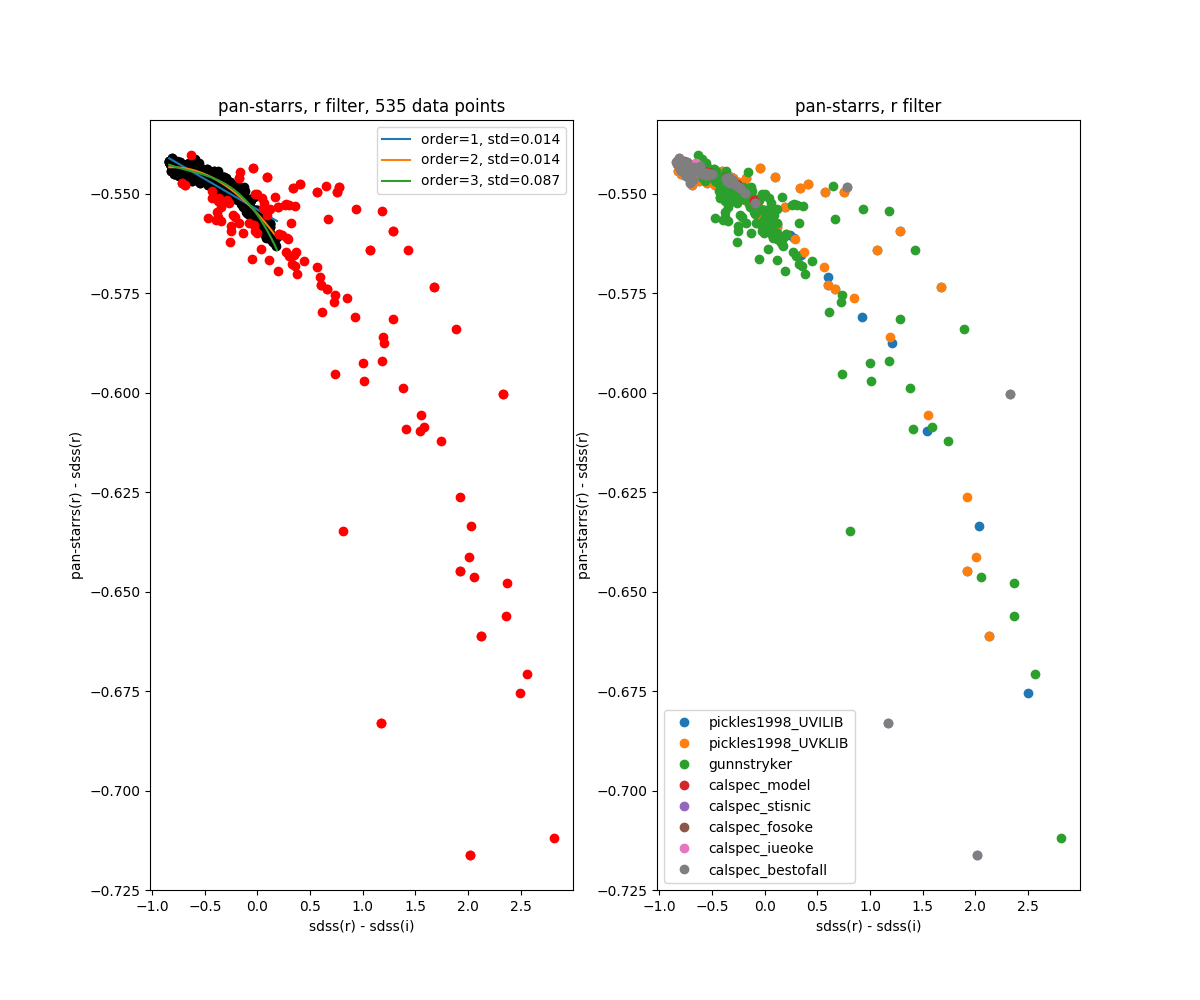 pan-starrs, r filter, 535 data points
order=1, std=0.014
order=2, std=0.014
order=3, std=0.087
−0.550
−0.575
−0.600
−0.625
−0.650
−0.675
−0.700
−0.725
pan-starrs(r) - sdss(r)
−1.0 −0.5 0.0 0.5 1.0 1.5 2.0 2.5
sdss(r) - sdss(i)
pan-starrs, r filter
−0.550
−0.575
−0.600
−0.625
−0.650
−0.675
−0.700
−0.725
pan-starrs(r) - sdss(r)
pickles1998_UVILIB
pickles1998_UVKLIB
gunnstryker
calspec_model
calspec_stisnic
calspec_fosoke
calspec_iueoke
calspec_bestofall
−1.0 −0.5 0.0 0.5 1.0 1.5 2.0 2.5
sdss(r) - sdss(i)